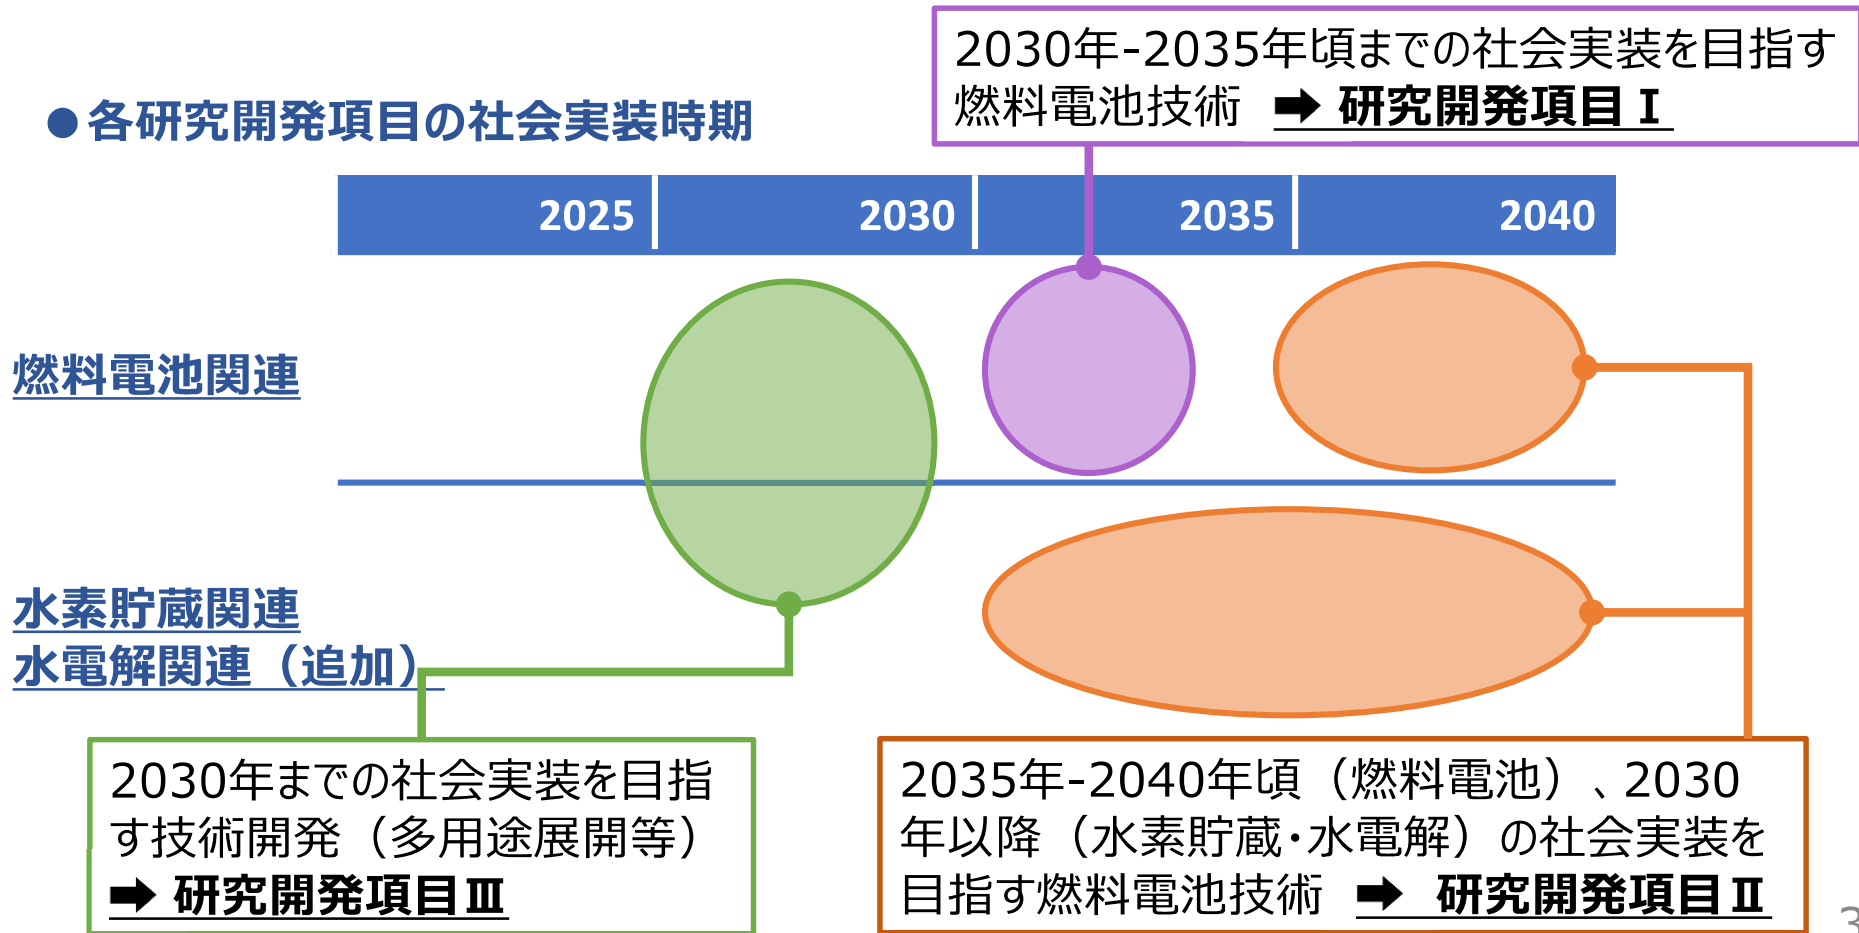 2030年-2035年頃までの社会実装を目指す
燃料電池技術 ➡ 研究開発項目Ⅰ
●各研究開発項目の社会実装時期
2025 2030 2035 2040
燃料電池関連
水素貯蔵関連
水電解関連（追加）
2030年までの社会実装を目指
す技術開発（多用途展開等）
➡ 研究開発項目Ⅲ
2035年-2040年頃（燃料電池）、2030
年以降（水素貯蔵・水電解）の社会実装を
目指す燃料電池技術 ➡ 研究開発項目Ⅱ
3